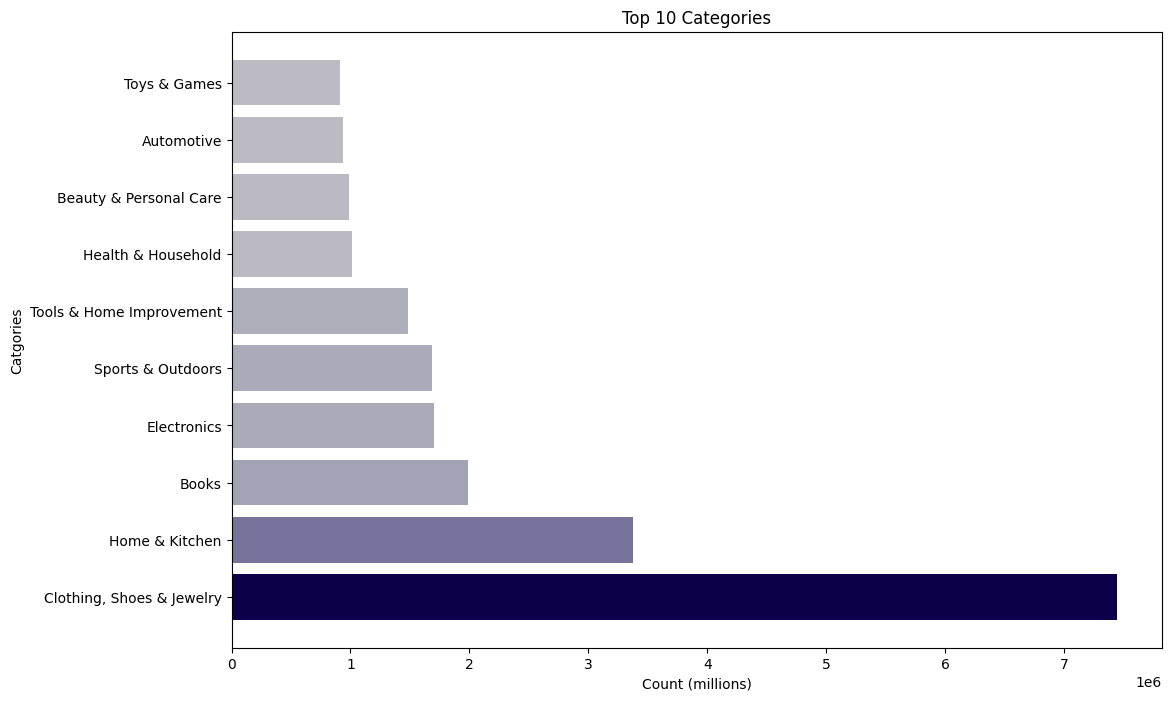 Top 10 Categories
Toys & Games
Automotive
Beauty & Personal Care
Health & Household
Tools & Home Improvement
Sports & Outdoors
Electronics
Books
Home & Kitchen
Clothing, Shoes & Jewelry
Catgories
0 1 2 3 4 5 6 7
1e6
Count (millions)